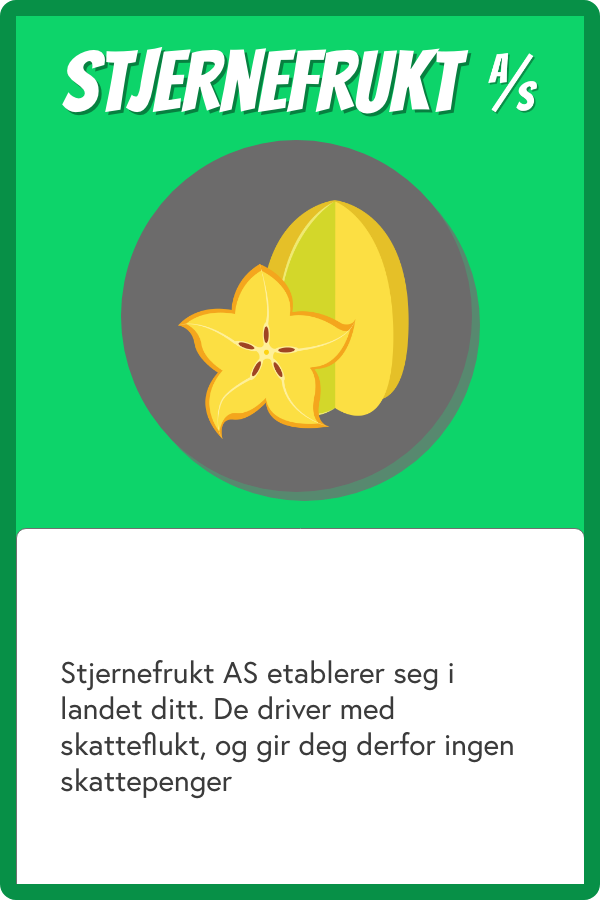 STJERNEFRUKT A/S
Stjernefrukt AS etablerer seg i
landet ditt. De driver med
skatteflukt, og gir deg derfor ingen
skattepenger